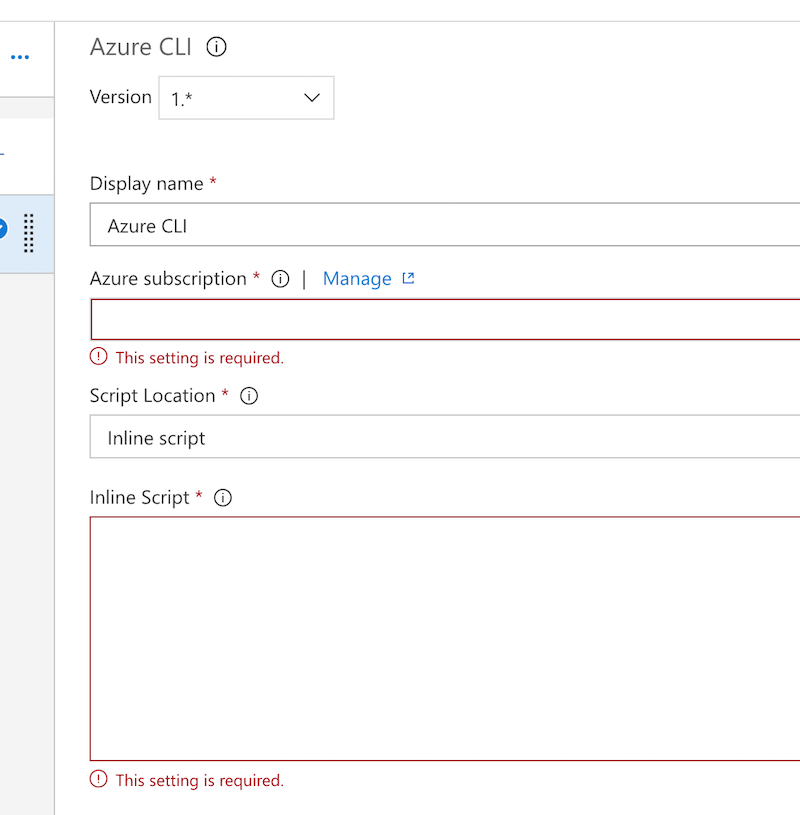 Azure CLI
Version 1.*
Display name *
Azure CLI
Azure subscription * | Manage
! This setting is required.
Script Location *
Inline script
Inline Script *
! This setting is required.